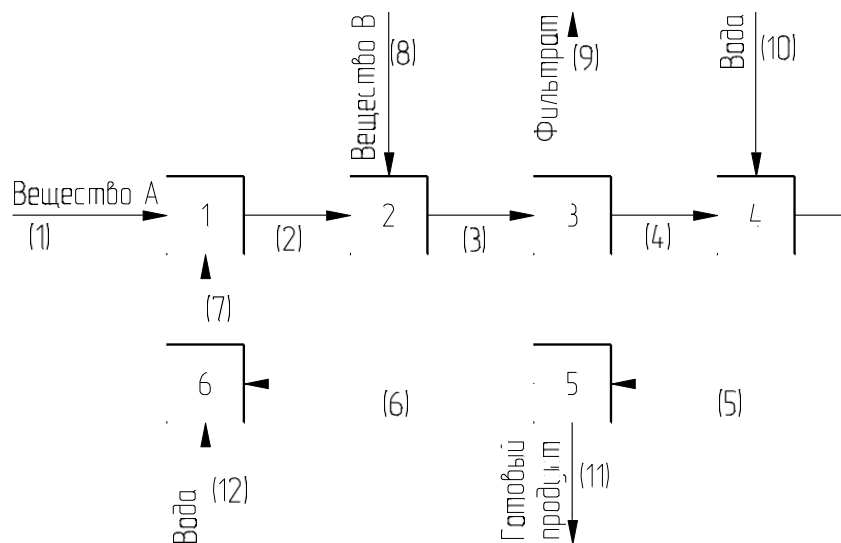 Вещество В
(8)
Фильтрат
(9)
Вода
(10)
Вещество А
(1)
1
(2)
2
(3)
3
(4)
4
(7)
6
(6)
5
(5)
Вода
(12)
Готовый
продукт
(11)